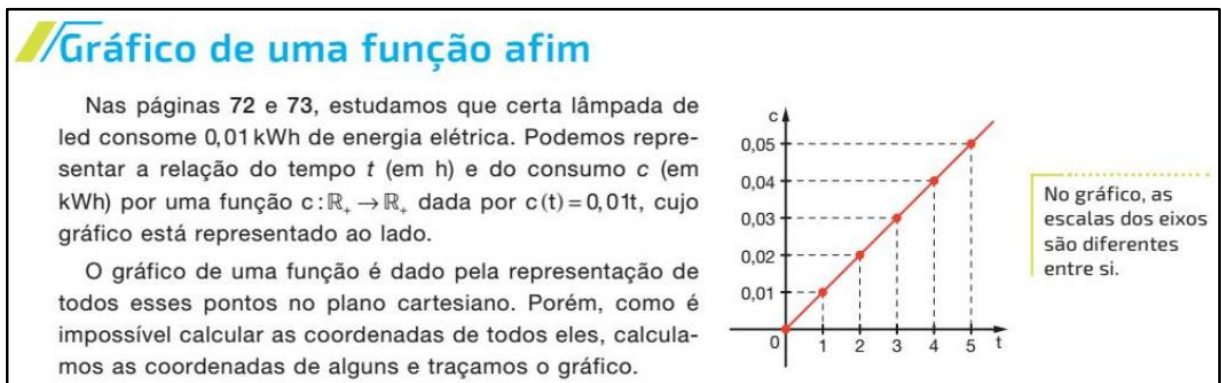 Gráfico de uma função afim
Nas páginas 72 e 73, estudamos que certa lâmpada de
led consome 0,01 kWh de energia elétrica. Podemos repre-
sentar a relação do tempo t (em h) e do consumo c (em
kWh) por uma função c: ℝ₊ → ℝ₊ dada por c(t) = 0,01t, cujo
gráfico está representado ao lado.
O gráfico de uma função é dado pela representação de
todos esses pontos no plano cartesiano. Porém, como é
impossível calcular as coordenadas de todos eles, calcula-
mos as coordenadas de alguns e traçamos o gráfico.
c
0,05
0,04
0,03
0,02
0,01
0 1 2 3 4 5 t
No gráfico, as
escalas dos eixos
são diferentes
entre si.